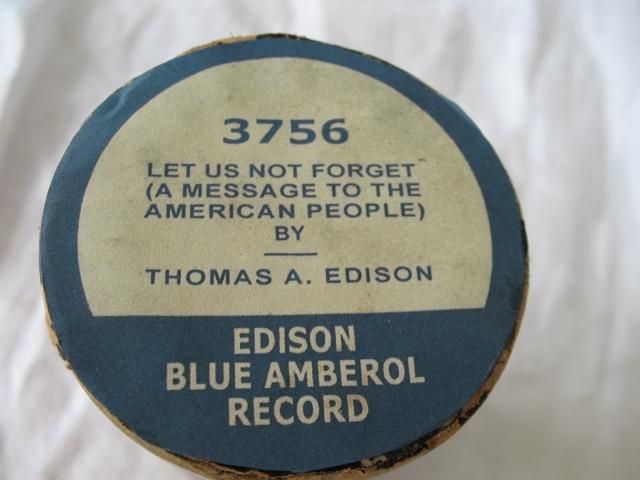 3756
LET US NOT FORGET
(A MESSAGE TO THE
AMERICAN PEOPLE)
BY
THOMAS A. EDISON
EDISON
BLUE AMBEROL
RECORD